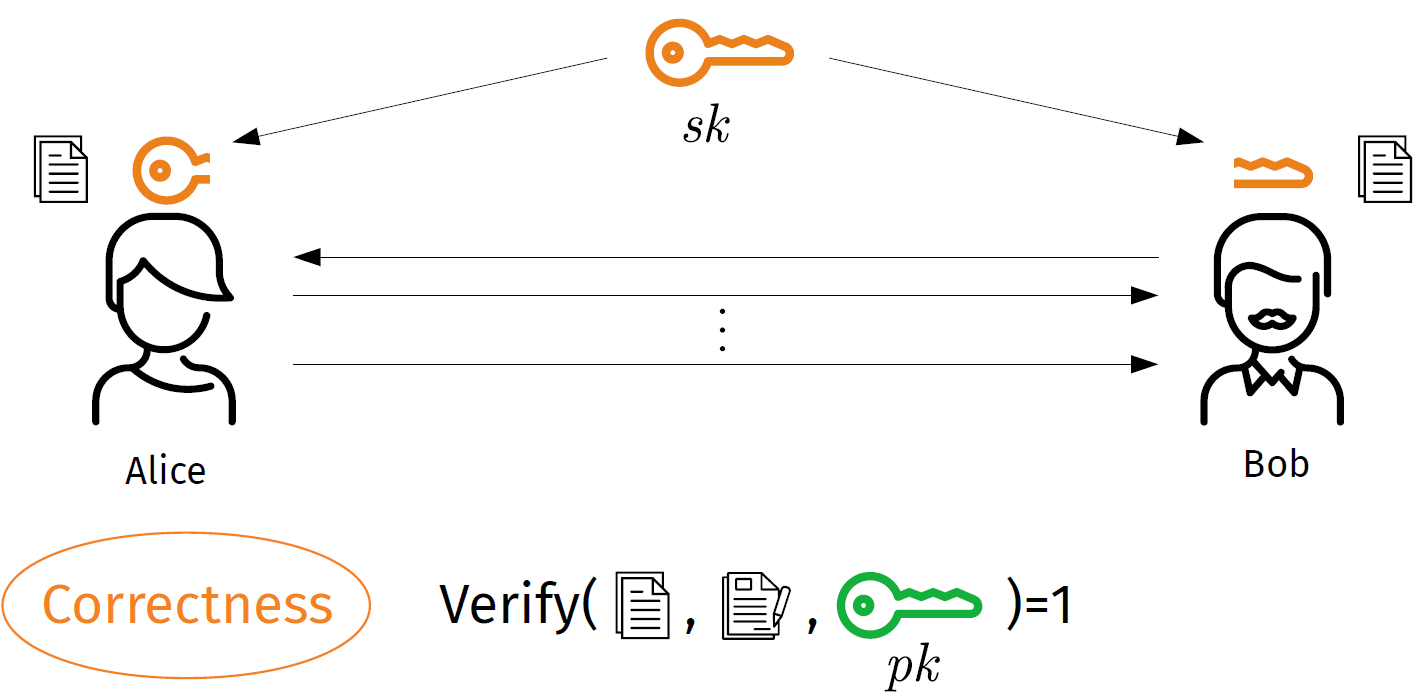 sk
Alice
Bob
Correctness
Verify( , , )=1
pk